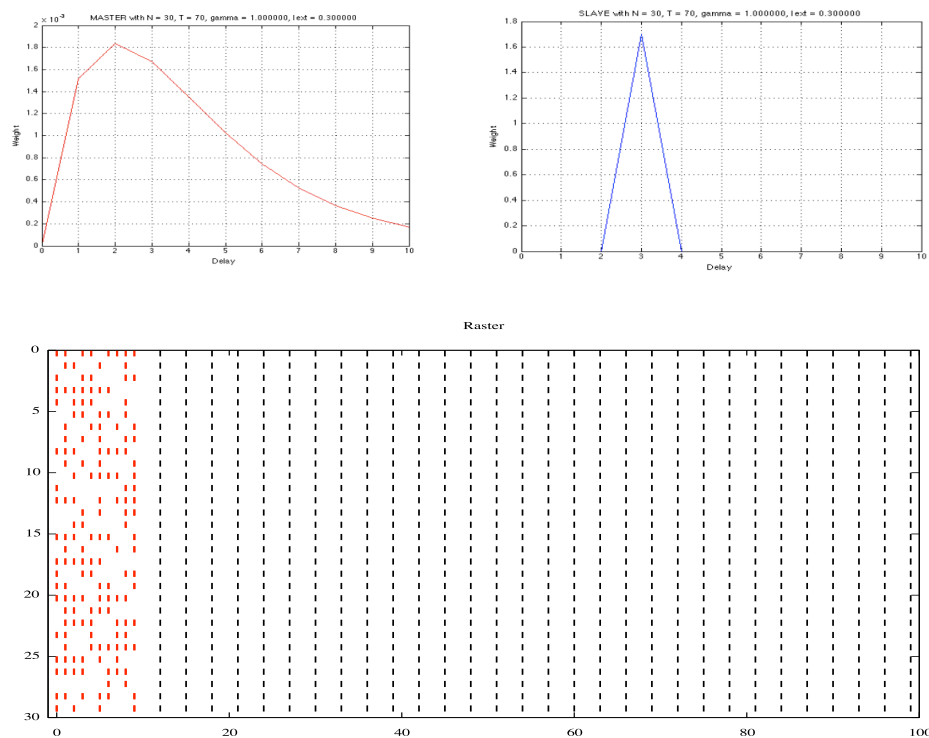 MASTER with N = 30, T = 70, gamma = 1.000000, Iext = 0.300000
x 10^-3
2
1.8
1.6
1.4
1.2
1
0.8
0.6
0.4
0.2
0
Weight
0 1 2 3 4 5 6 7 8 9 10
Delay
SLAVE with N = 30, T = 70, gamma = 1.000000, Iext = 0.300000
1.8
1.6
1.4
1.2
1
0.8
0.6
0.4
0.2
0
Weight
0 1 2 3 4 5 6 7 8 9 10
Delay
Raster
0
5
10
15
20
25
30
0 20 40 60 80 100